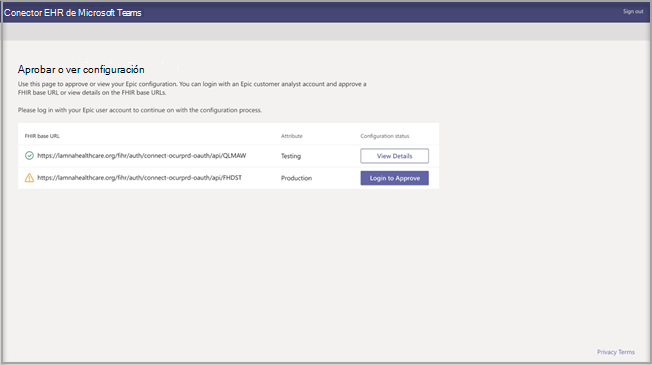 Conector EHR de Microsoft Teams
Sign out
Aprobar o ver configuración
Use this page to approve or view your Epic configuration. You can login with an Epic customer analyst account and approve a
FHIR base URL or view details on the FHIR base URLs.
Please log in with your Epic user account to continue on with the configuration process.
FHIR base URL Attribute Configuration status
https://lamnahealthcare.org/fihr/auth/connect-ocurprd-oauth/api/QLMAW Testing View Details
https://lamnahealthcare.org/fihr/auth/connect-ocurprd-oauth/api/FHDST Production Login to Approve
Privacy Terms